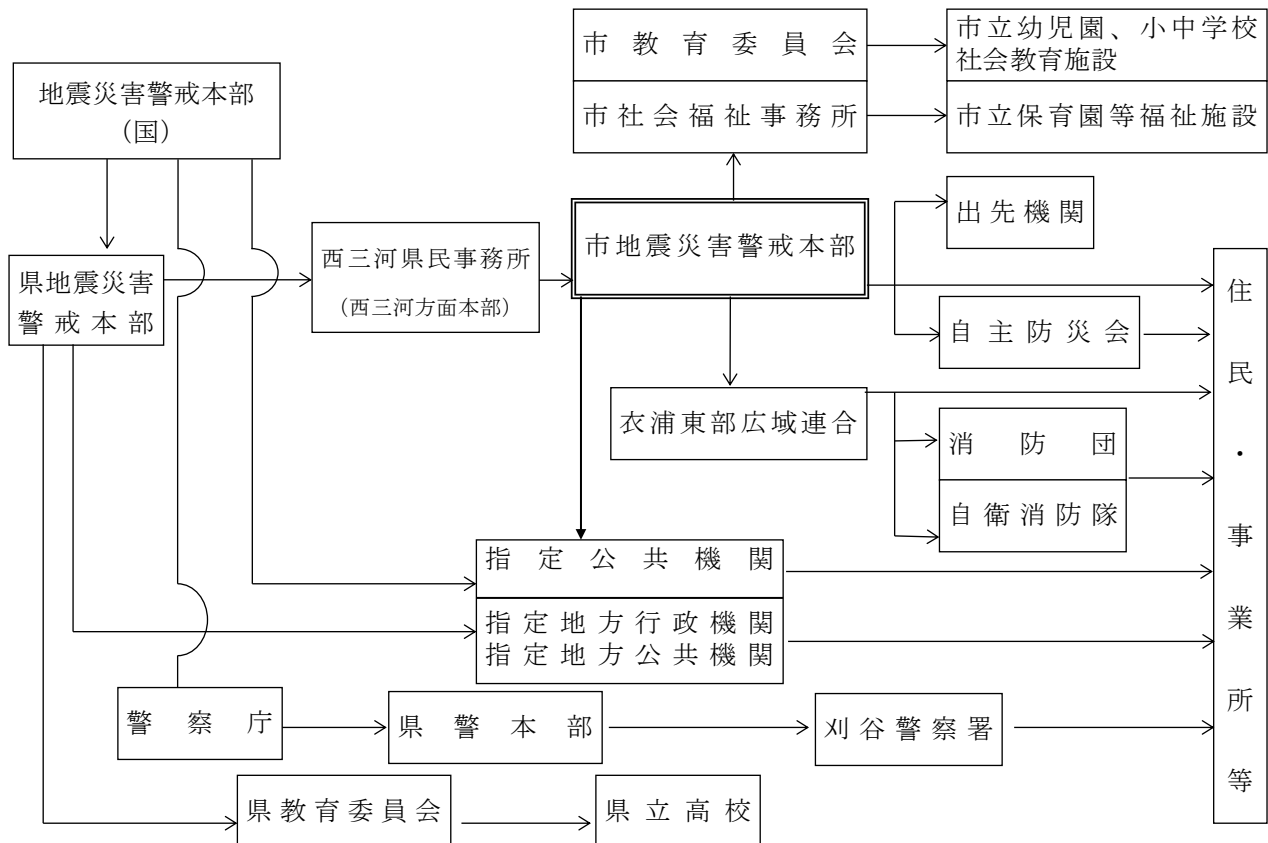 市教育委員会
市立幼児園、小中学校
社会教育施設
地震災害警戒本部
（国）
市社会福祉事務所
市立保育園等福祉施設
出先機関
西三河県民事務所
（西三河方面本部）
市地震災害警戒本部
県地震災害
警戒本部
自主防災会
住民・事業所等
衣浦東部広域連合
消防団
自衛消防隊
指定公共機関
指定地方行政機関
指定地方公共機関
警察庁
県警本部
刈谷警察署
県教育委員会
県立高校